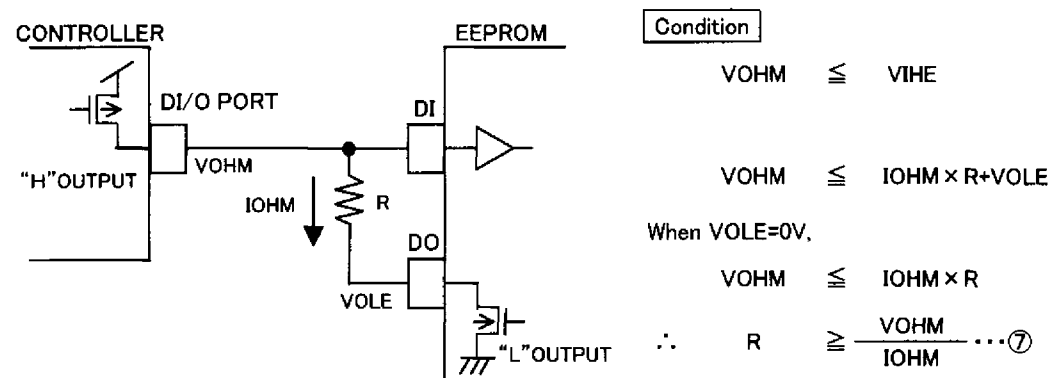 CONTROLLER
EEPROM
DI/O PORT
DI
VOHM
"H"OUTPUT
IOHM
R
DO
VOLE
"L"OUTPUT
Condition
VOHM ≦ VIHE
VOHM ≦ IOHM×R+VOLE
When VOLE=0V,
VOHM ≦ IOHM×R
∴ R ≧ VOHM/IOHM ⋯⑦